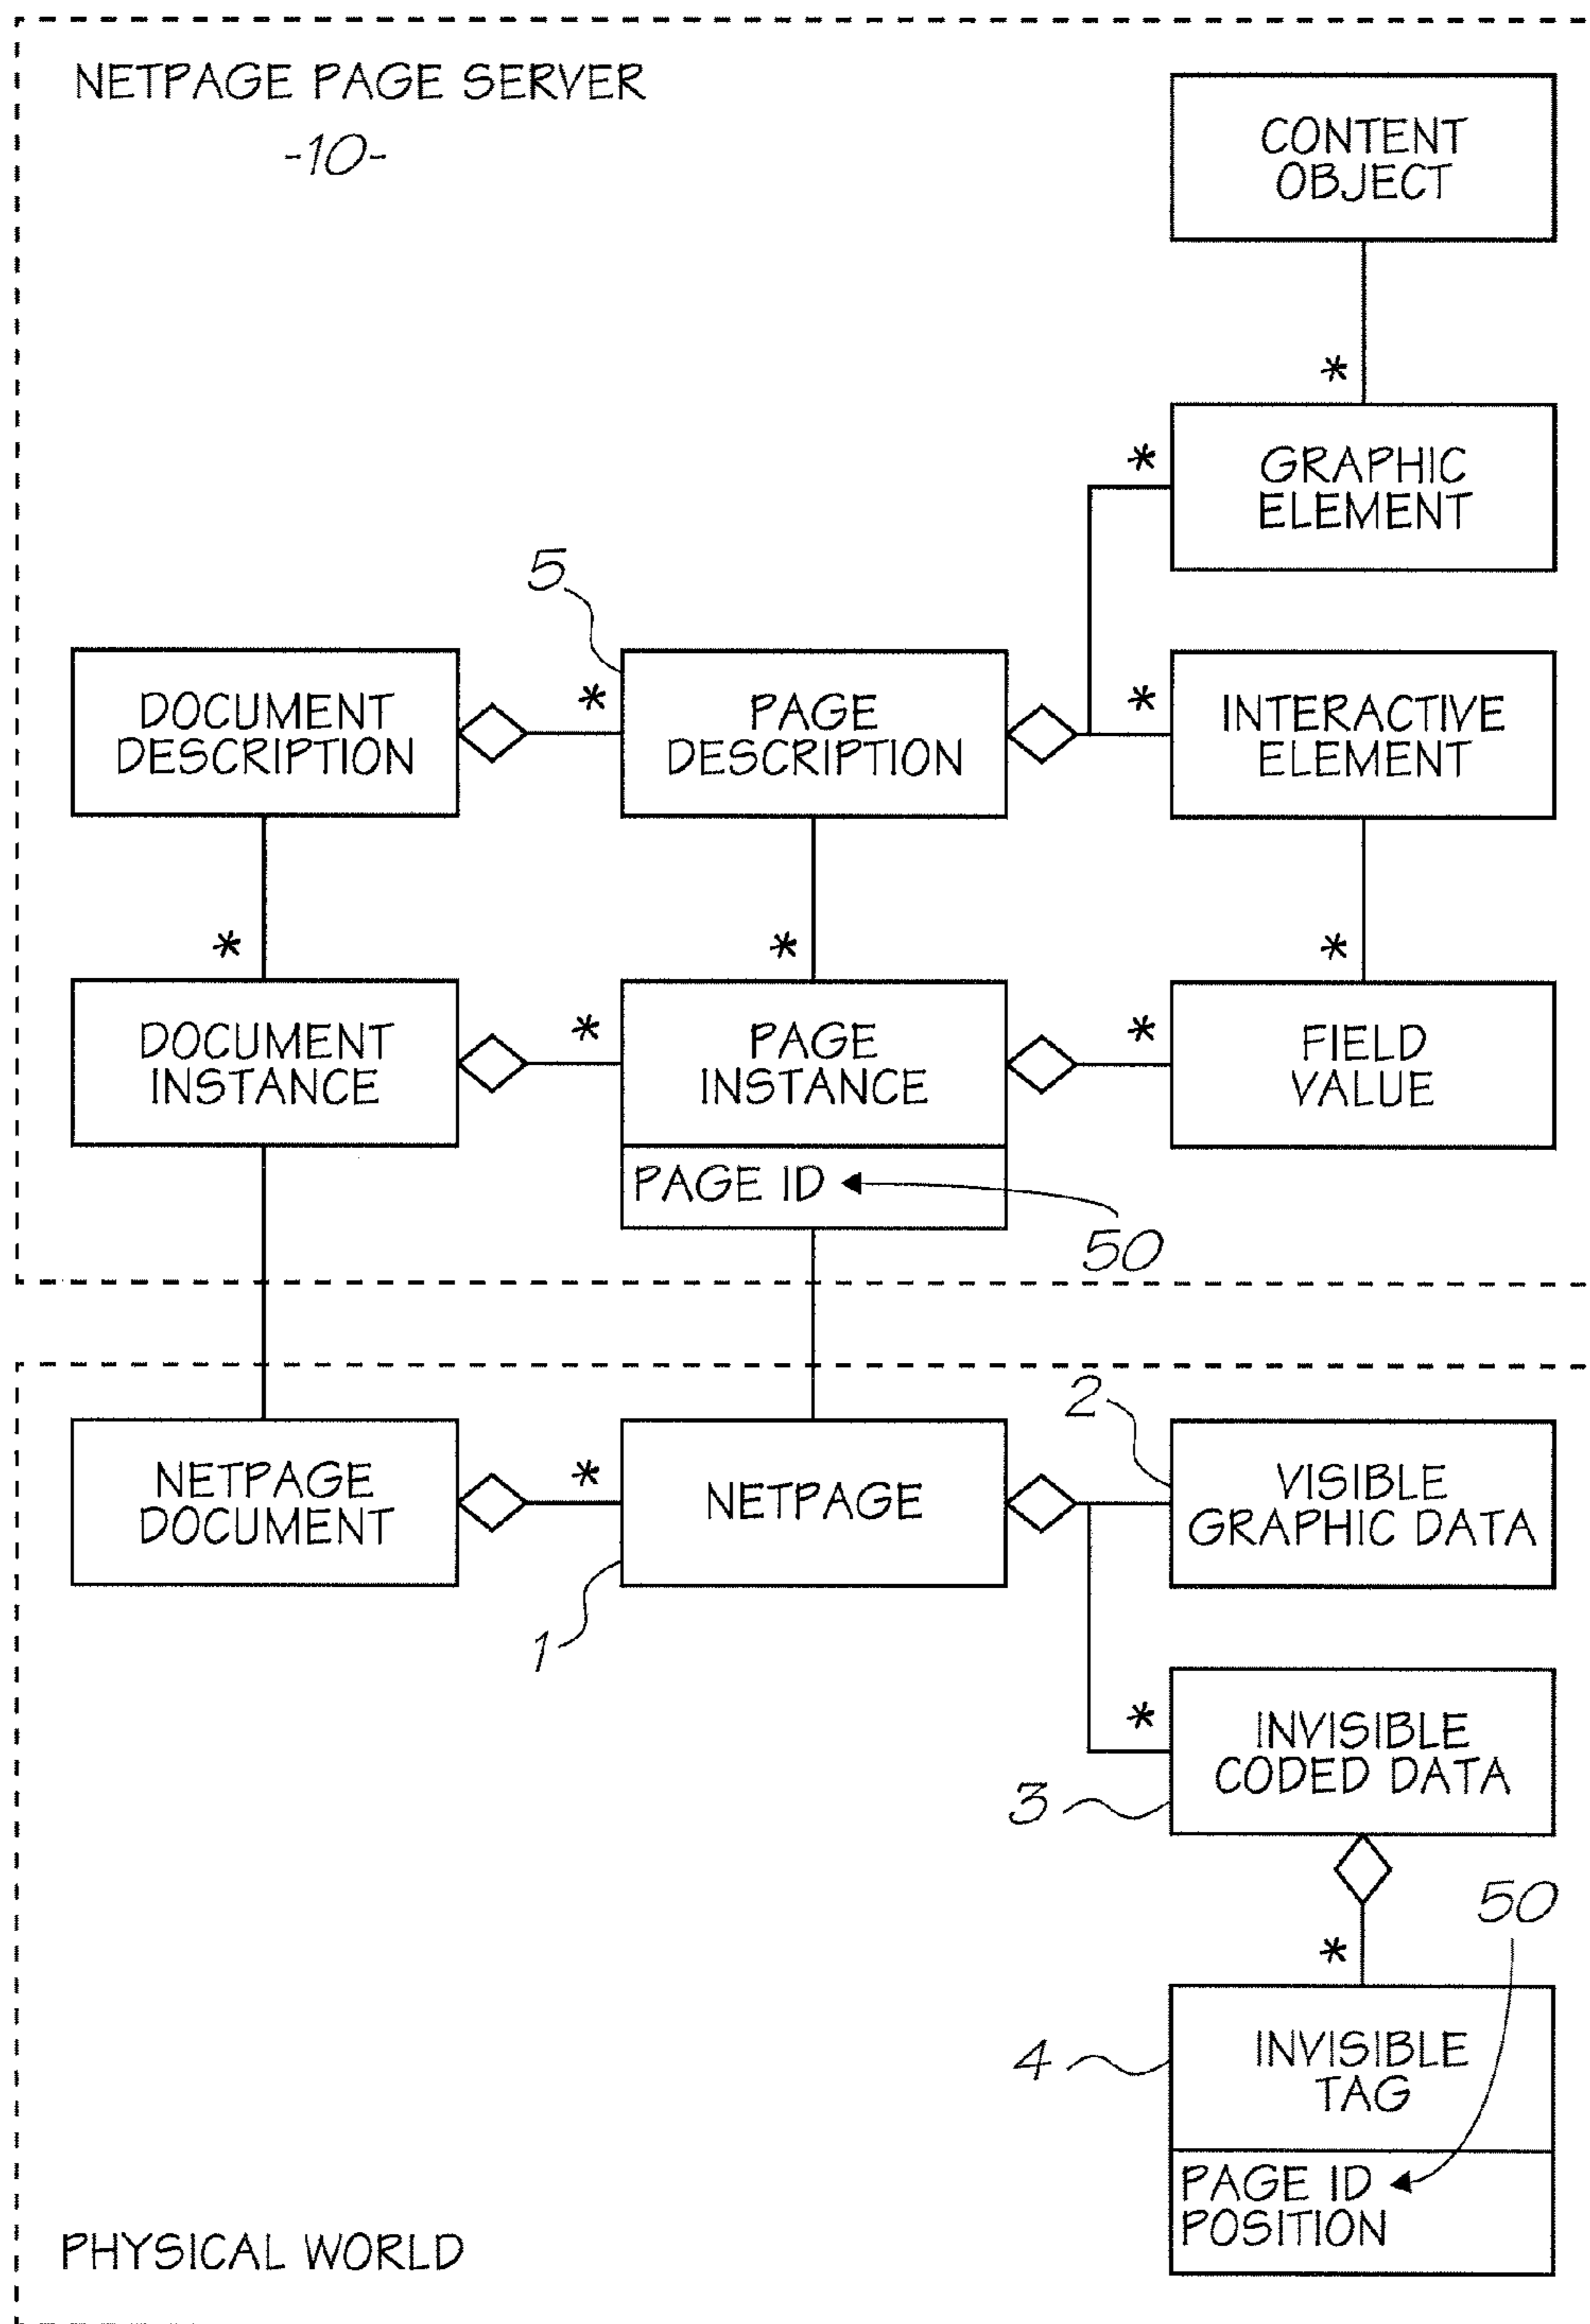 NETPAGE PAGE SERVER
-10-
CONTENT
OBJECT
*
*
GRAPHIC
ELEMENT
5
DOCUMENT
DESCRIPTION
*
PAGE
DESCRIPTION
*
INTERACTIVE
ELEMENT
*
*
*
DOCUMENT
INSTANCE
*
PAGE
INSTANCE
*
FIELD
VALUE
PAGE ID
50
2
NETPAGE
DOCUMENT
*
NETPAGE
VISIBLE
GRAPHIC DATA
1
*
INVISIBLE
CODED DATA
3
50
*
4
INVISIBLE
TAG
PAGE ID
POSITION
PHYSICAL WORLD